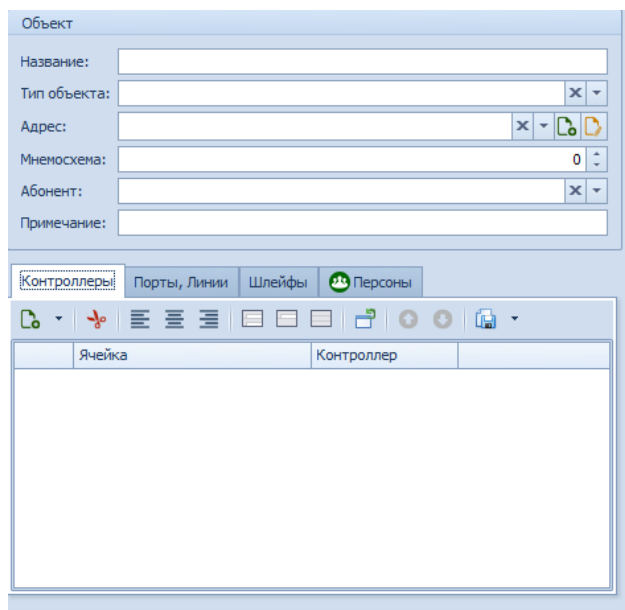 Объект
Название:
Тип объекта:
Адрес:
Мнемосхема: 0
Абонент:
Примечание:
Контроллеры Порты, Линии Шлейфы Персоны
Ячейка Контроллер